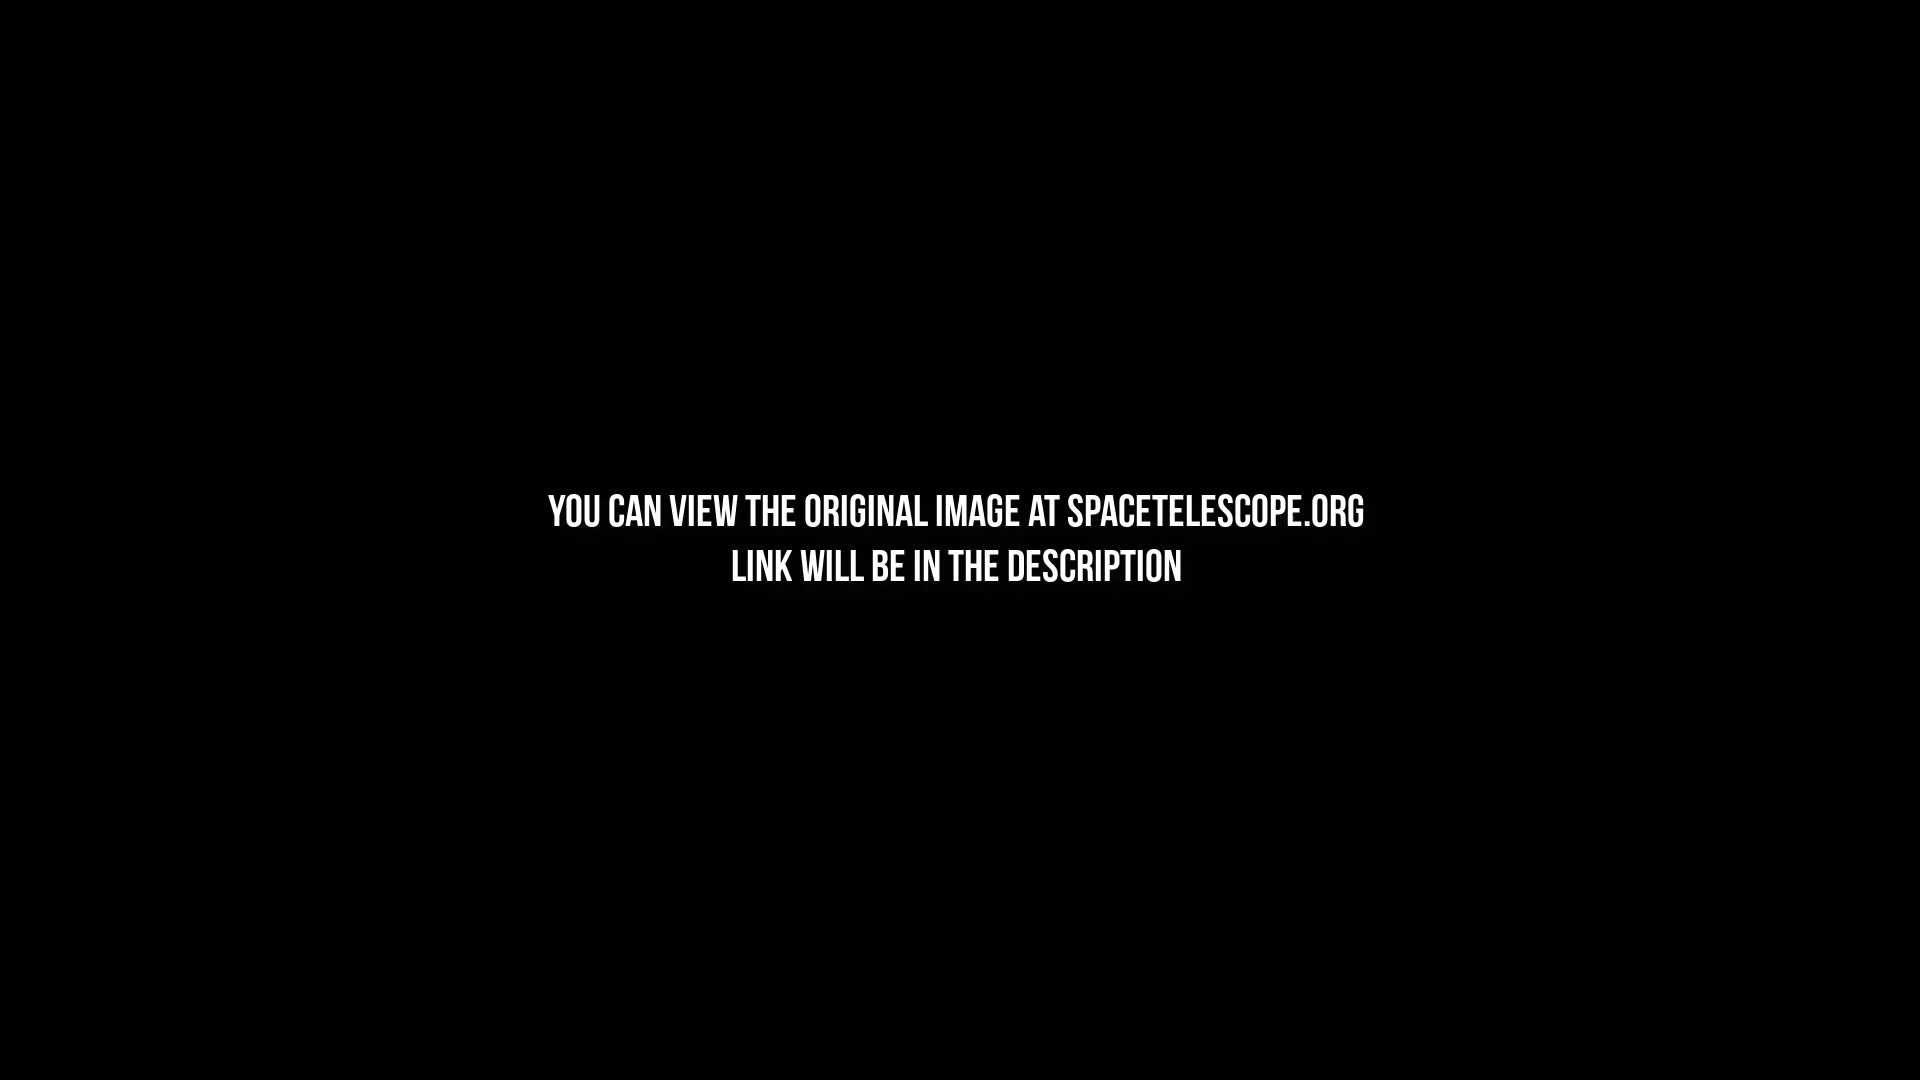 YOU CAN VIEW THE ORIGINAL IMAGE AT SPACETELESCOPE.ORG
LINK WILL BE IN THE DESCRIPTION